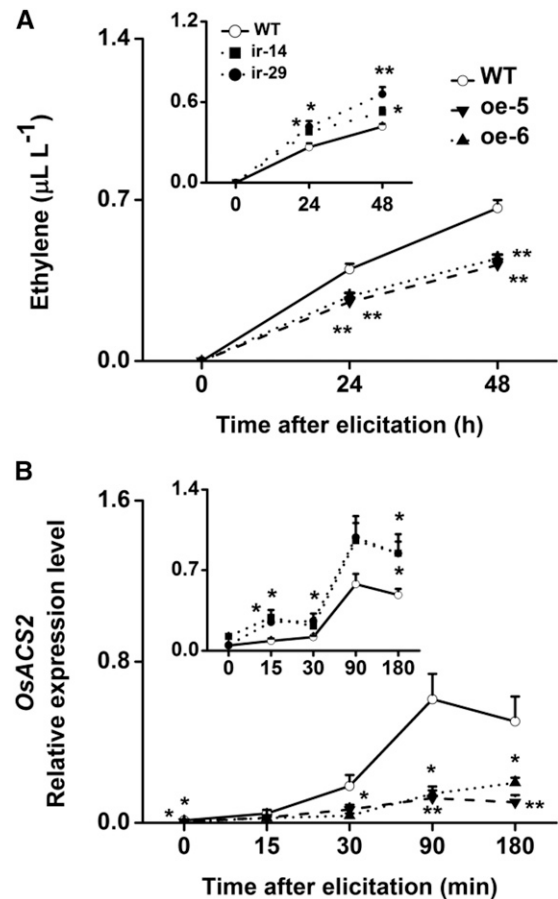 A
Ethylene (µL L-1)
1.4
0.7
0.0
1.2
0.6
0.0
WT
ir-14
ir-29
*
*
**
*
0 24 48
WT
oe-5
oe-6
**
**
**
**
0 24 48
Time after elicitation (h)
B
OsACS2
Relative expression level
1.6
0.8
0.0
1.4
0.7
0.0
*
*
*
*
*
0 15 30 90 180
*
*
*
*
**
*
**
0 15 30 90 180
Time after elicitation (min)